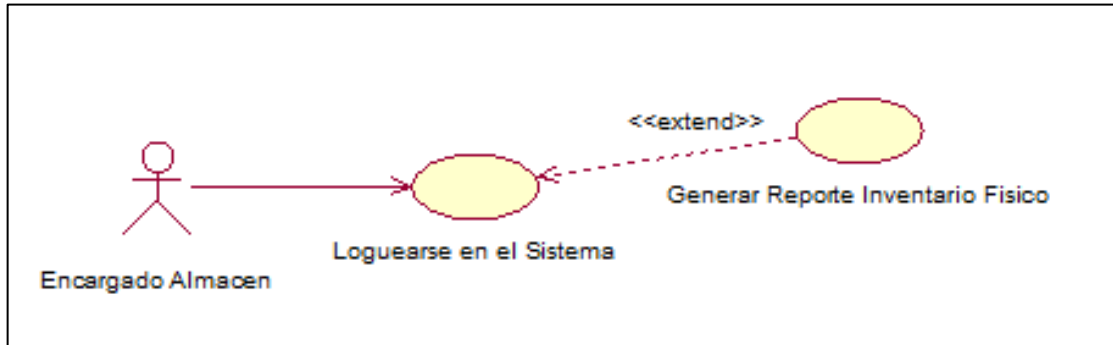 <<extend>>
Generar Reporte Inventario Fisico
Loguearse en el Sistema
Encargado Almacen